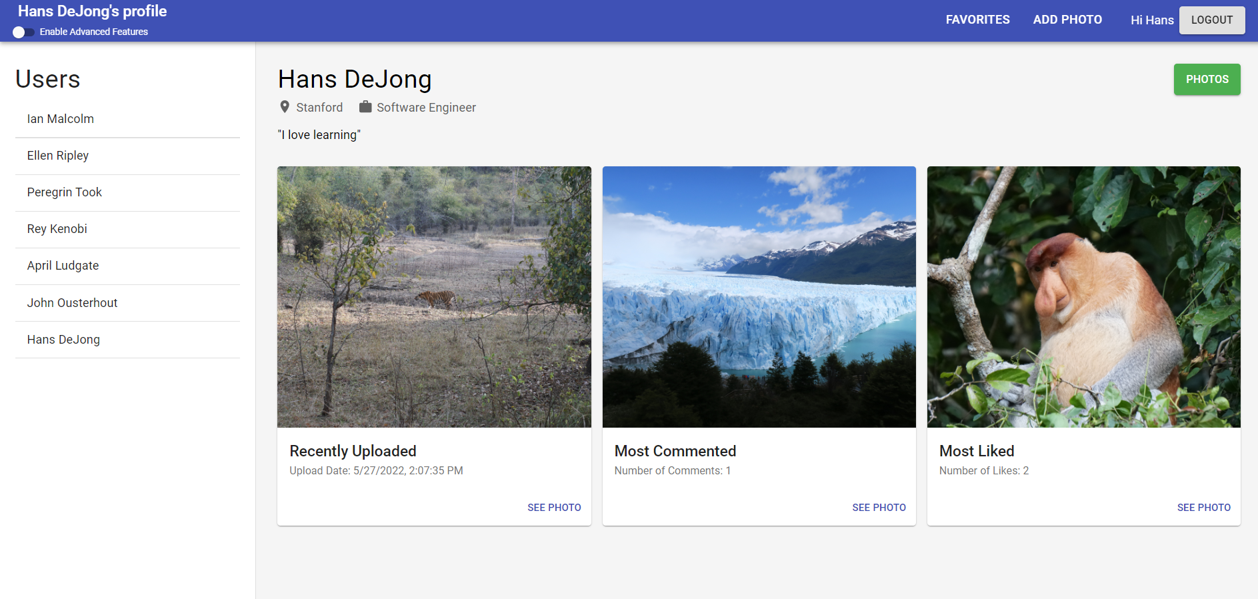 Hans DeJong's profile
Enable Advanced Features
FAVORITES ADD PHOTO Hi Hans LOGOUT
Users
Ian Malcolm
Ellen Ripley
Peregrin Took
Rey Kenobi
April Ludgate
John Ousterhout
Hans DeJong
Hans DeJong
PHOTOS
Stanford Software Engineer
"I love learning"
Recently Uploaded
Upload Date: 5/27/2022, 2:07:35 PM
SEE PHOTO
Most Commented
Number of Comments: 1
SEE PHOTO
Most Liked
Number of Likes: 2
SEE PHOTO